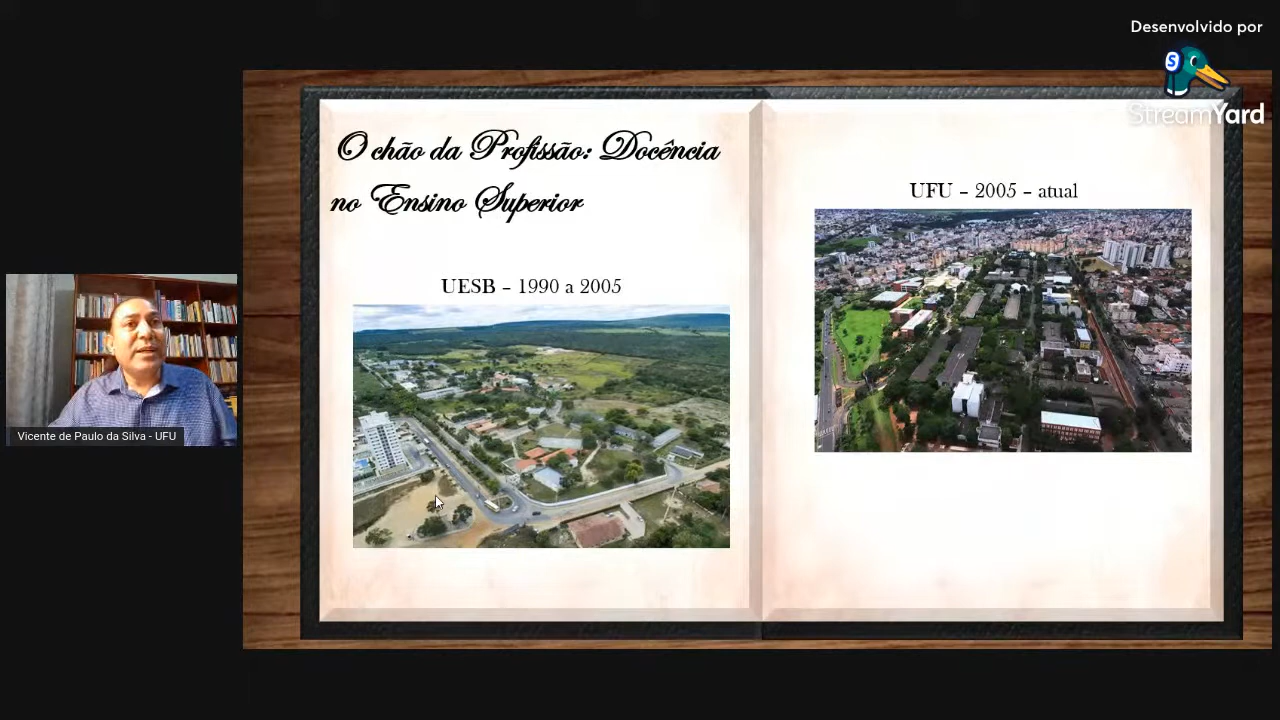 Desenvolvido por
StreamYard
O chão da Profissão: Docência
no Ensino Superior
UESB – 1990 a 2005
UFU – 2005 – atual
Vicente de Paulo da Silva - UFU